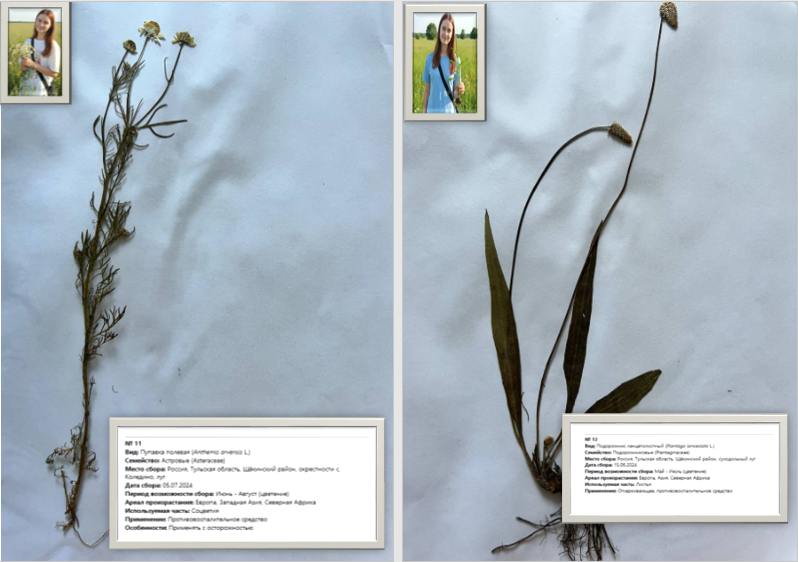 № 11
Вид: Пупавка полевая (Anthemis arvensis L.)
Семейство: Астровые (Asteraceae)
Место сбора: Россия, Тульская область, Щёкинский район, окрестности с.
Коледино, луг
Дата сбора: 05.07.2024
Период возможности сбора: Июнь - Август (цветение)
Ареал произрастания: Европа, Западная Азия, Северная Африка
Используемая часть: Соцветия
Применение: Противовоспалительное средство
Особенности: Применять с осторожностью
№ 12
Вид: Подорожник ланцетолистный (Plantago lanceolata L.)
Семейство: Подорожниковые (Plantaginaceae)
Место сбора: Россия, Тульская область, Щёкинский район, суходольный луг
Дата сбора: 15.06.2024
Период возможности сбора: Май - Июнь (цветение)
Ареал произрастания: Европа, Азия, Северная Африка
Используемая часть: Листья
Применение: Отхаркивающее, противовоспалительное средство